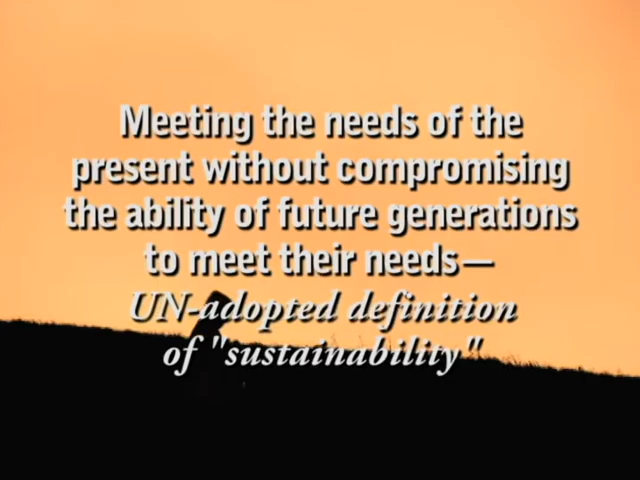 Meeting the needs of the
present without compromising
the ability of future generations
to meet their needs—
UN-adopted definition
of "sustainability"